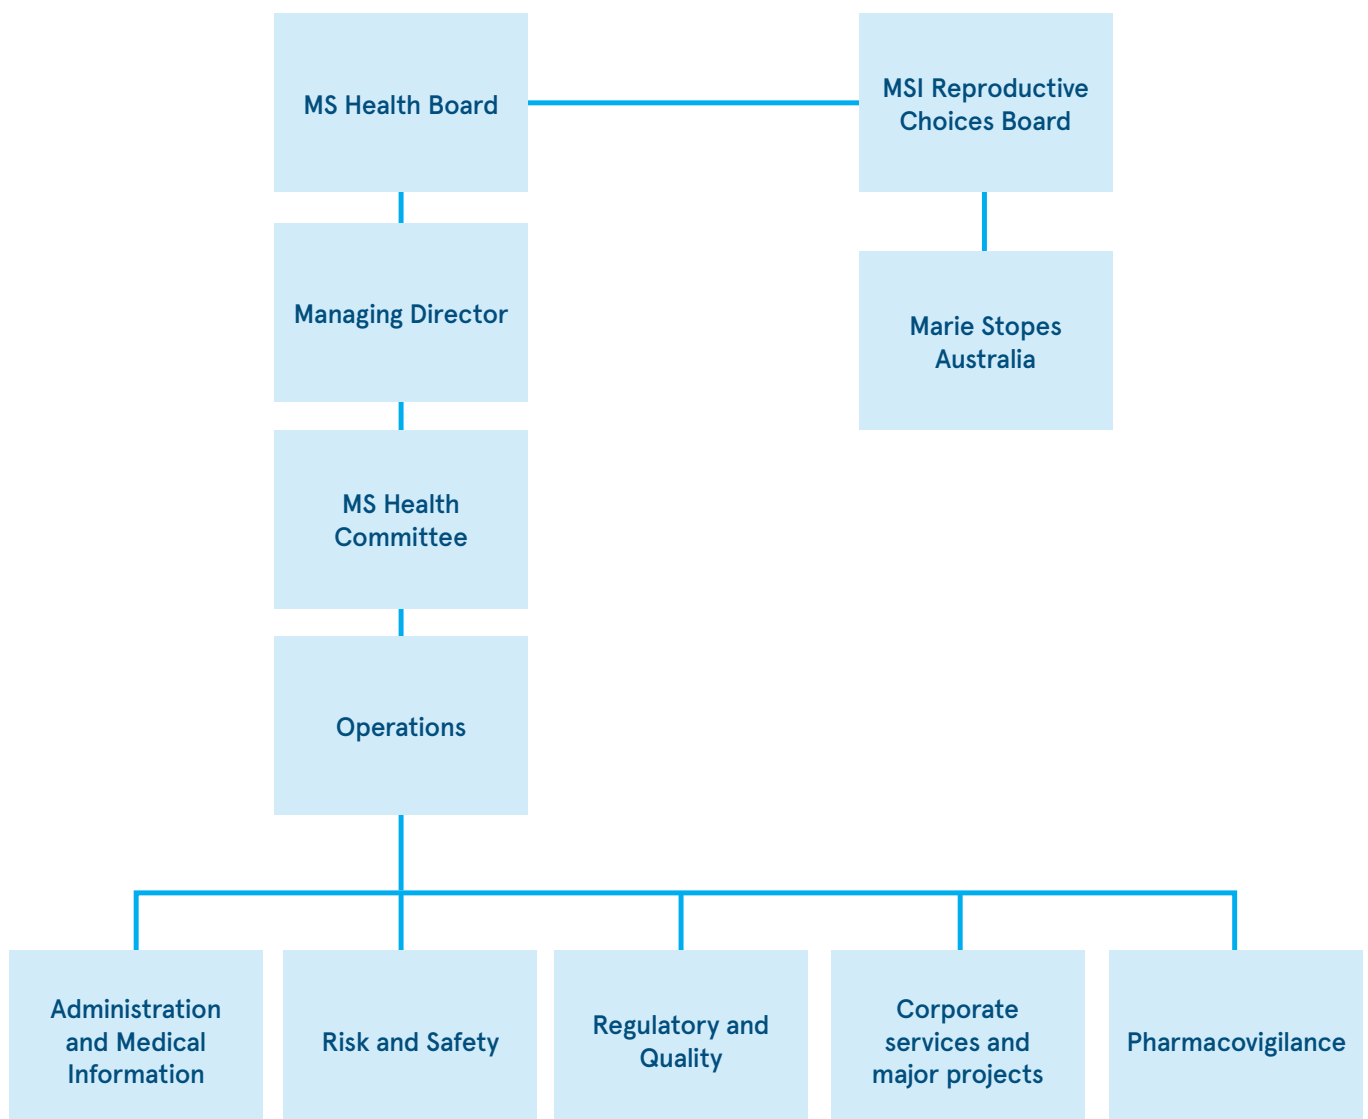 MS Health Board
MSI Reproductive
Choices Board
Managing Director
Marie Stopes
Australia
MS Health
Committee
Operations
Administration
and Medical
Information
Risk and Safety
Regulatory and
Quality
Corporate
services and
major projects
Pharmacovigilance